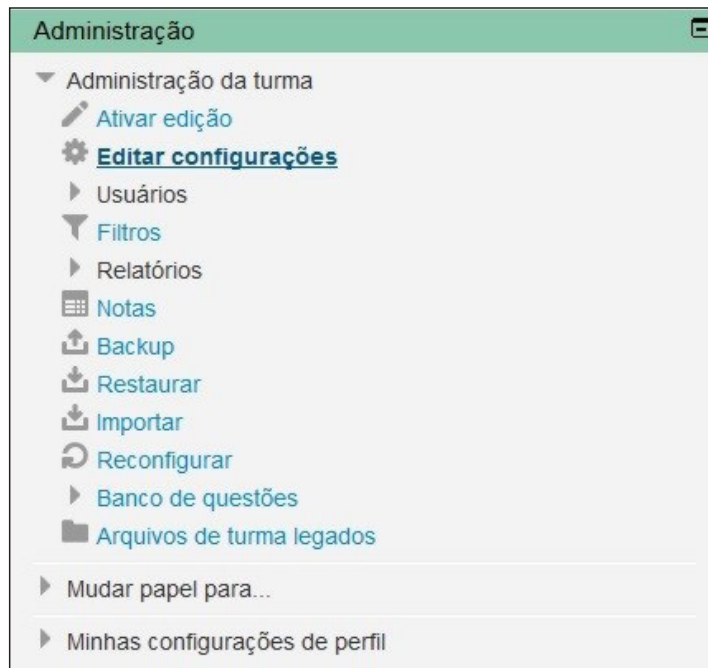 Administração
Administração da turma
Ativar edição
Editar configurações
Usuários
Filtros
Relatórios
Notas
Backup
Restaurar
Importar
Reconfigurar
Banco de questões
Arquivos de turma legados
Mudar papel para...
Minhas configurações de perfil